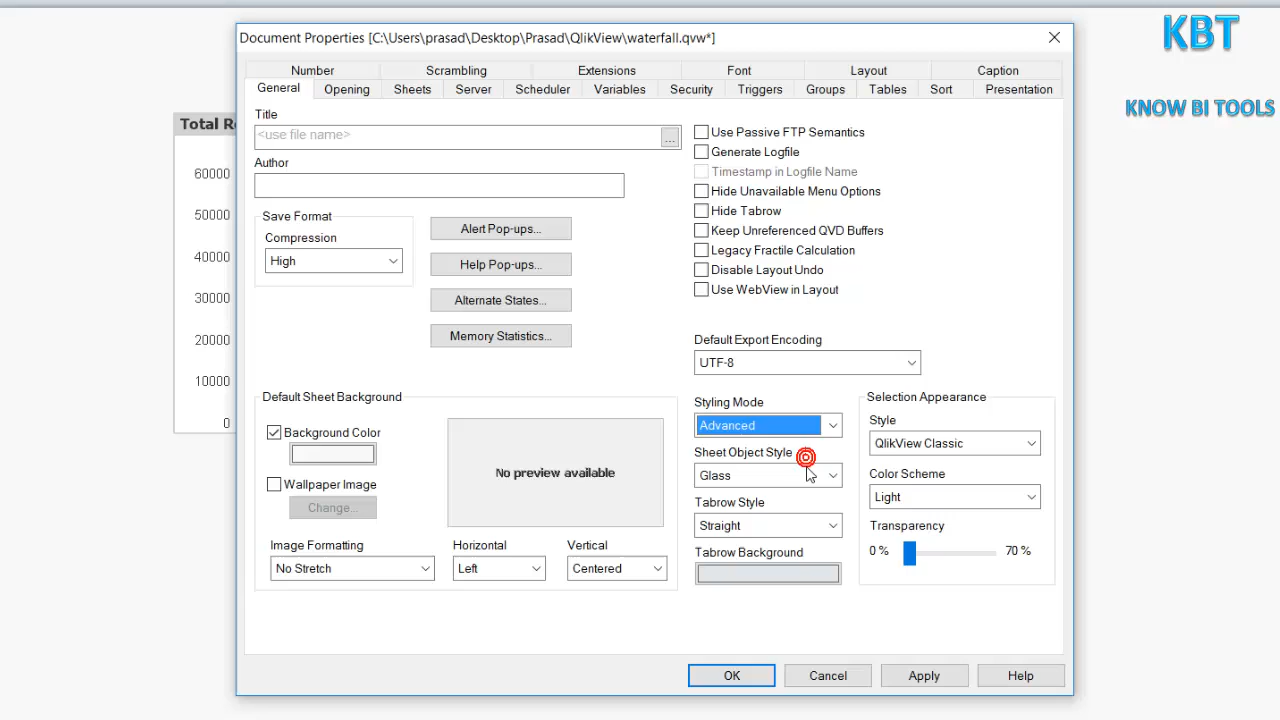 KBT
KNOW BI TOOLS
Document Properties [C:\Users\prasad\Desktop\Prasad\QlikView\waterfall.qvw*]
Number Scrambling Extensions Font Layout Caption
General Opening Sheets Server Scheduler Variables Security Triggers Groups Tables Sort Presentation
Title
<use file name>
...
Author
Save Format
Compression
High
Alert Pop-ups...
Help Pop-ups...
Alternate States...
Memory Statistics...
Use Passive FTP Semantics
Generate Logfile
Timestamp in Logfile Name
Hide Unavailable Menu Options
Hide Tabrow
Keep Unreferenced QVD Buffers
Legacy Fractile Calculation
Disable Layout Undo
Use WebView in Layout
Default Export Encoding
UTF-8
Default Sheet Background
Background Color
Wallpaper Image
Change...
No preview available
Image Formatting
No Stretch
Horizontal
Left
Vertical
Centered
Styling Mode
Advanced
Sheet Object Style
Glass
Tabrow Style
Straight
Tabrow Background
Selection Appearance
Style
QlikView Classic
Color Scheme
Light
Transparency
0 % 70 %
OK Cancel Apply Help
Total R
60000
50000
40000
30000
20000
10000
0